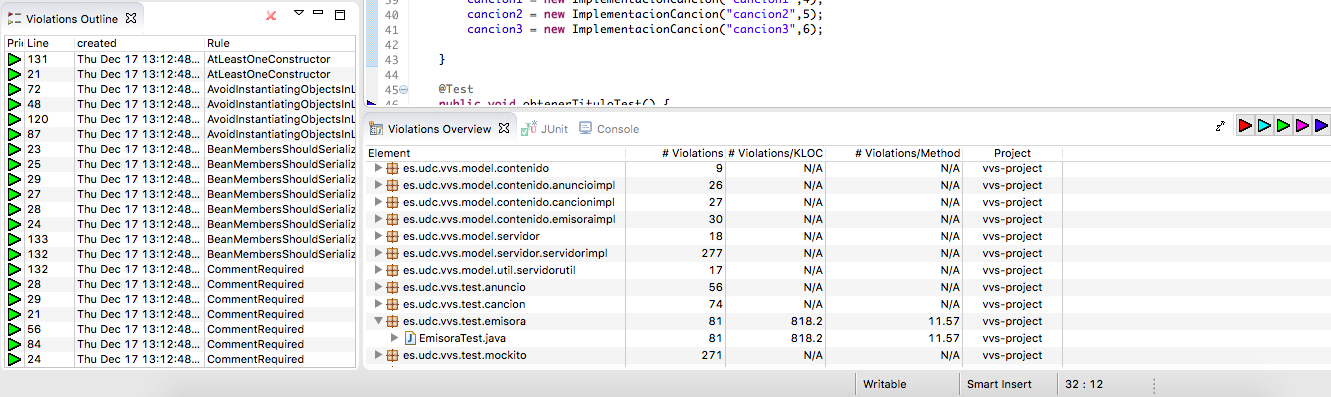 Violations Outline
Pri Line created Rule
131 Thu Dec 17 13:12:48... AtLeastOneConstructor
21 Thu Dec 17 13:12:48... AtLeastOneConstructor
72 Thu Dec 17 13:12:48... AvoidInstantiatingObjectsInL
48 Thu Dec 17 13:12:48... AvoidInstantiatingObjectsInL
120 Thu Dec 17 13:12:48... AvoidInstantiatingObjectsInL
87 Thu Dec 17 13:12:48... AvoidInstantiatingObjectsInL
23 Thu Dec 17 13:12:48... BeanMembersShouldSerializ
25 Thu Dec 17 13:12:48... BeanMembersShouldSerializ
29 Thu Dec 17 13:12:48... BeanMembersShouldSerializ
27 Thu Dec 17 13:12:48... BeanMembersShouldSerializ
28 Thu Dec 17 13:12:48... BeanMembersShouldSerializ
24 Thu Dec 17 13:12:48... BeanMembersShouldSerializ
133 Thu Dec 17 13:12:48... BeanMembersShouldSerializ
132 Thu Dec 17 13:12:48... BeanMembersShouldSerializ
132 Thu Dec 17 13:12:48... CommentRequired
28 Thu Dec 17 13:12:48... CommentRequired
29 Thu Dec 17 13:12:48... CommentRequired
21 Thu Dec 17 13:12:48... CommentRequired
56 Thu Dec 17 13:12:48... CommentRequired
84 Thu Dec 17 13:12:48... CommentRequired
24 Thu Dec 17 13:12:48... CommentRequired
39 cancion1 = new ImplementacionCancion("cancion1",4);
40 cancion2 = new ImplementacionCancion("cancion2",5);
41 cancion3 = new ImplementacionCancion("cancion3",6);
42
43 }
44
45 @Test
46 public void obtenerTituloTest() {
Violations Overview JUnit Console
Element # Violations # Violations/KLOC # Violations/Method Project
es.udc.vvs.model.contenido 9 N/A N/A vvs-project
es.udc.vvs.model.contenido.anuncioimpl 26 N/A N/A vvs-project
es.udc.vvs.model.contenido.cancionimpl 27 N/A N/A vvs-project
es.udc.vvs.model.contenido.emisoraimpl 30 N/A N/A vvs-project
es.udc.vvs.model.servidor 18 N/A N/A vvs-project
es.udc.vvs.model.servidor.servidorimpl 277 N/A N/A vvs-project
es.udc.vvs.model.util.servidorutil 17 N/A N/A vvs-project
es.udc.vvs.test.anuncio 56 N/A N/A vvs-project
es.udc.vvs.test.cancion 74 N/A N/A vvs-project
es.udc.vvs.test.emisora 81 818.2 11.57 vvs-project
EmisoraTest.java 81 818.2 11.57 vvs-project
es.udc.vvs.test.mockito 271 N/A N/A vvs-project
Writable Smart Insert 32 : 12